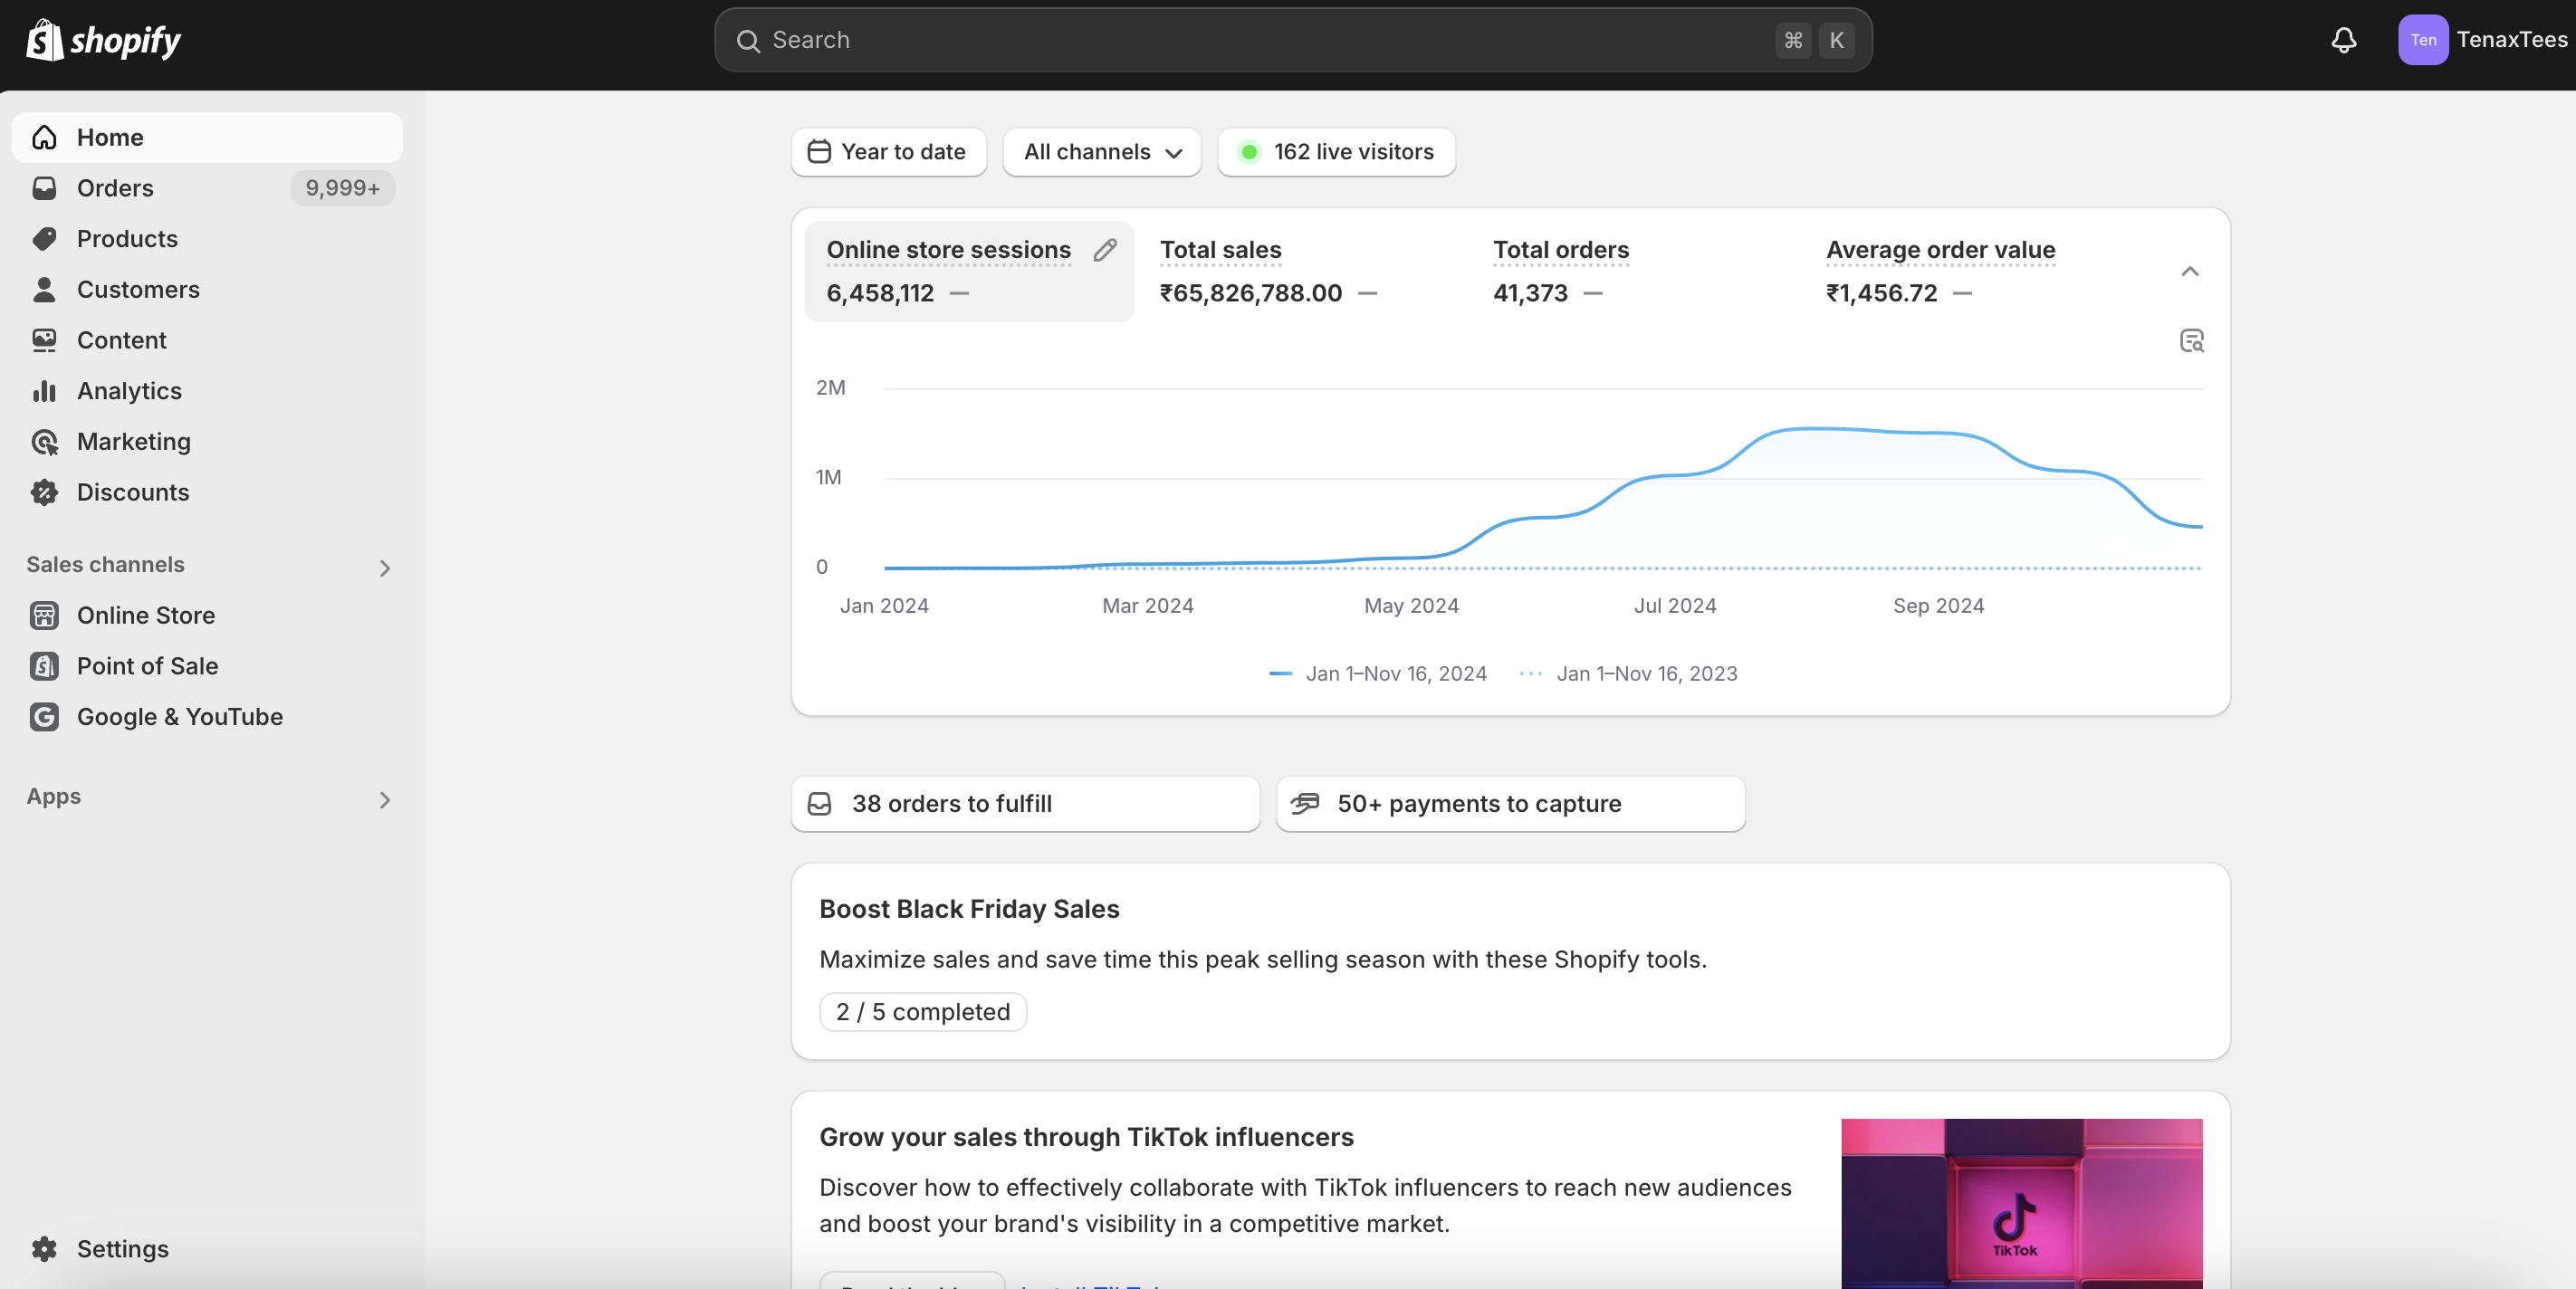 shopify
Search
⌘ K
Ten TenaxTees
Home
Orders 9,999+
Products
Customers
Content
Analytics
Marketing
Discounts
Sales channels
Online Store
Point of Sale
Google & YouTube
Apps
Settings
Year to date
All channels
162 live visitors
Online store sessions
6,458,112 —
Total sales
₹65,826,788.00 —
Total orders
41,373 —
Average order value
₹1,456.72 —
2M
1M
0
Jan 2024 Mar 2024 May 2024 Jul 2024 Sep 2024
Jan 1–Nov 16, 2024 Jan 1–Nov 16, 2023
38 orders to fulfill
50+ payments to capture
Boost Black Friday Sales
Maximize sales and save time this peak selling season with these Shopify tools.
2 / 5 completed
Grow your sales through TikTok influencers
Discover how to effectively collaborate with TikTok influencers to reach new audiences
and boost your brand's visibility in a competitive market.
TikTok